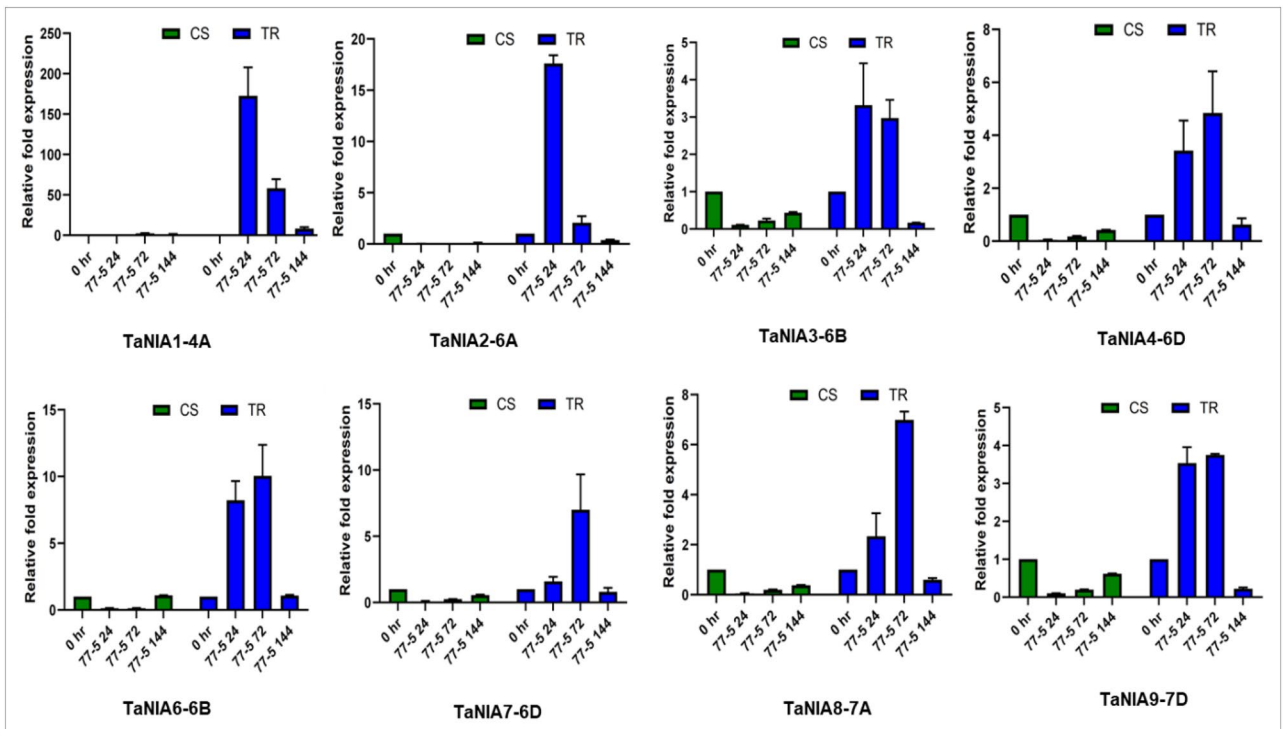 CS TR
Relative fold expression
250
200
150
100
50
0
0 hr
77-5 24
77-5 72
77-5 144
0 hr
77-5 24
77-5 72
77-5 144
TaNIA1-4A
CS TR
Relative fold expression
20
15
10
5
0
0 hr
77-5 24
77-5 72
77-5 144
0 hr
77-5 24
77-5 72
77-5 144
TaNIA2-6A
CS TR
Relative fold expression
5
4
3
2
1
0
0 hr
77-5 24
77-5 72
77-5 144
0 hr
77-5 24
77-5 72
77-5 144
TaNIA3-6B
CS TR
Relative fold expression
8
6
4
2
0
0 hr
77-5 24
77-5 72
77-5 144
0 hr
77-5 24
77-5 72
77-5 144
TaNIA4-6D
CS TR
Relative fold expression
15
10
5
0
0 hr
77-5 24
77-5 72
77-5 144
0 hr
77-5 24
77-5 72
77-5 144
TaNIA6-6B
CS TR
Relative fold expression
15
10
5
0
0 hr
77-5 24
77-5 72
77-5 144
0 hr
77-5 24
77-5 72
77-5 144
TaNIA7-6D
CS TR
Relative fold expression
8
6
4
2
0
0 hr
77-5 24
77-5 72
77-5 144
0 hr
77-5 24
77-5 72
77-5 144
TaNIA8-7A
CS TR
Relative fold expression
5
4
3
2
1
0
0 hr
77-5 24
77-5 72
77-5 144
0 hr
77-5 24
77-5 72
77-5 144
TaNIA9-7D